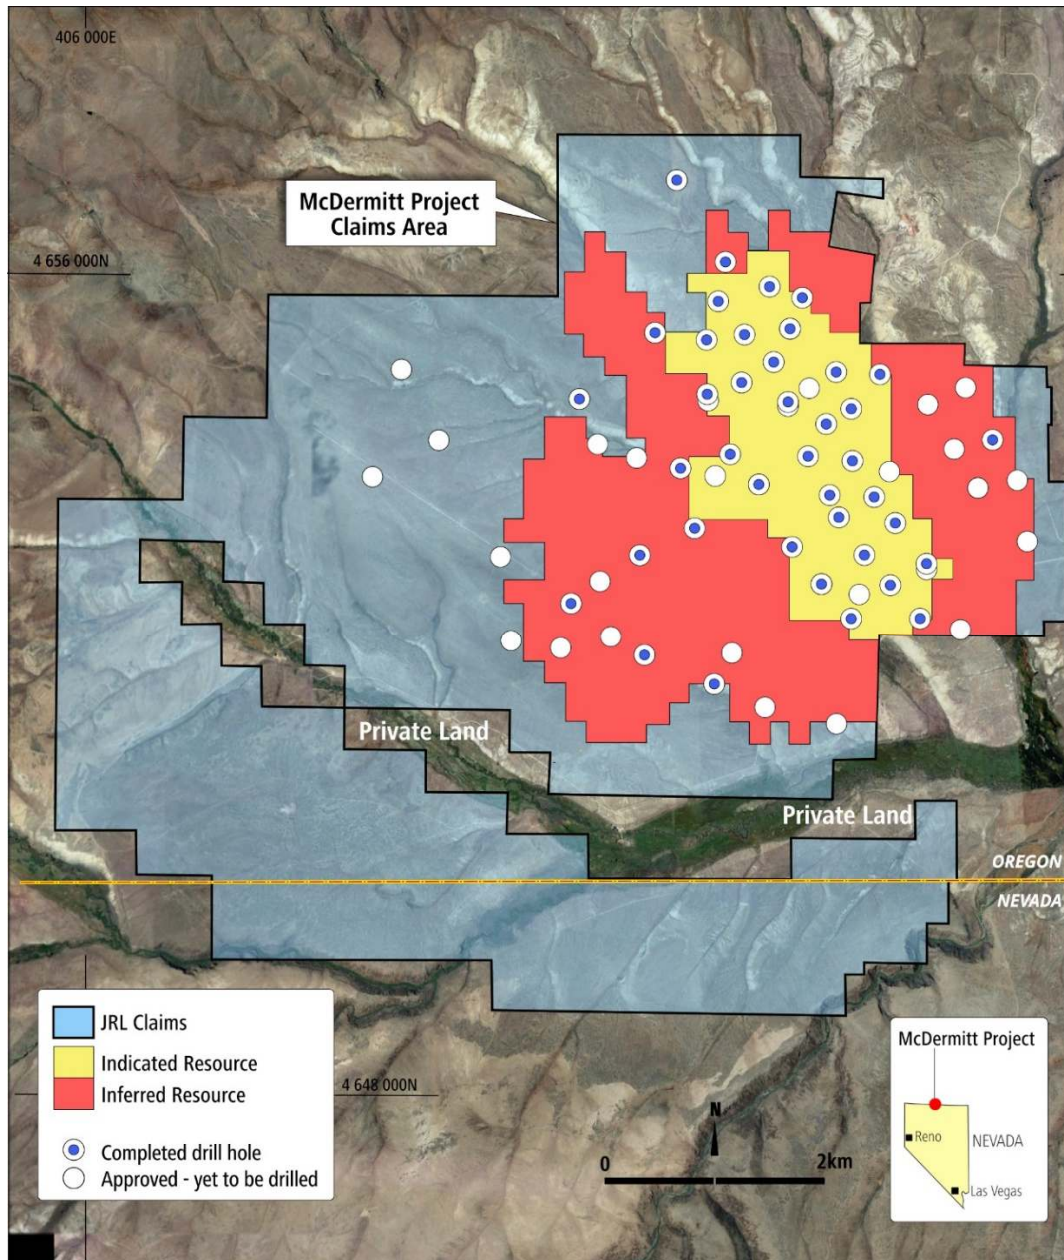 406 000E
McDermitt Project
Claims Area
4 656 000N
Private Land
Private Land
OREGON
NEVADA
JRL Claims
Indicated Resource
Inferred Resource
Completed drill hole
Approved - yet to be drilled
4 648 000N
N
0
2km
McDermitt Project
Reno
NEVADA
Las Vegas